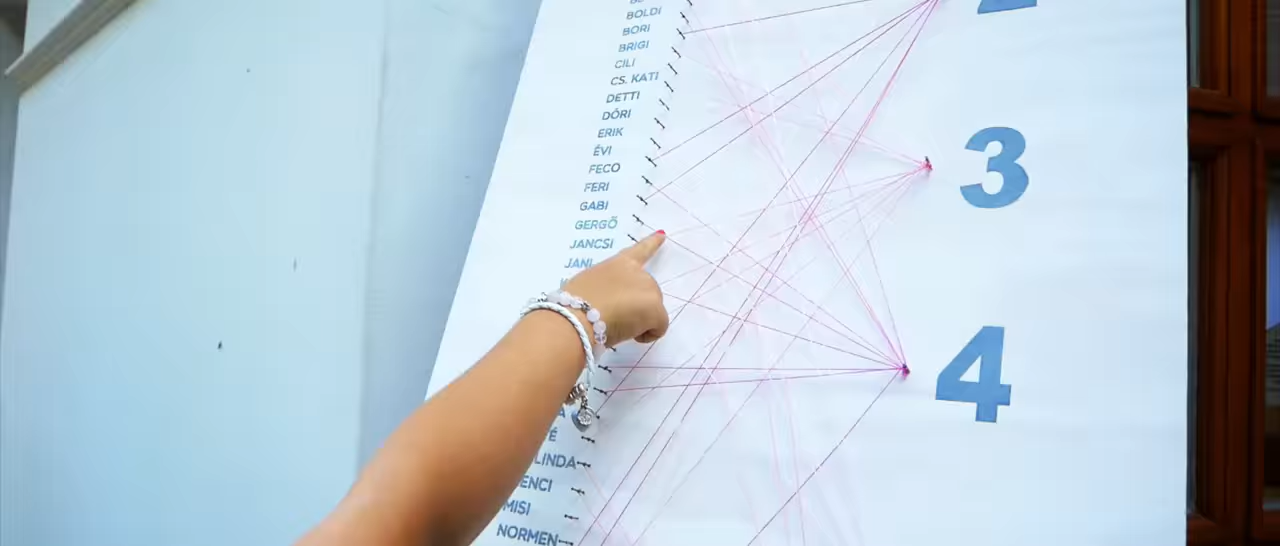 BOLDI
BORI
BRIGI
CILI
CS. KATI
DETTI
DÓRI
ERIK
ÉVI
FECO
FERI
GABI
GERGŐ
JANCSI
JANI
LINDA
ENCI
MISI
NORMEN
3
4